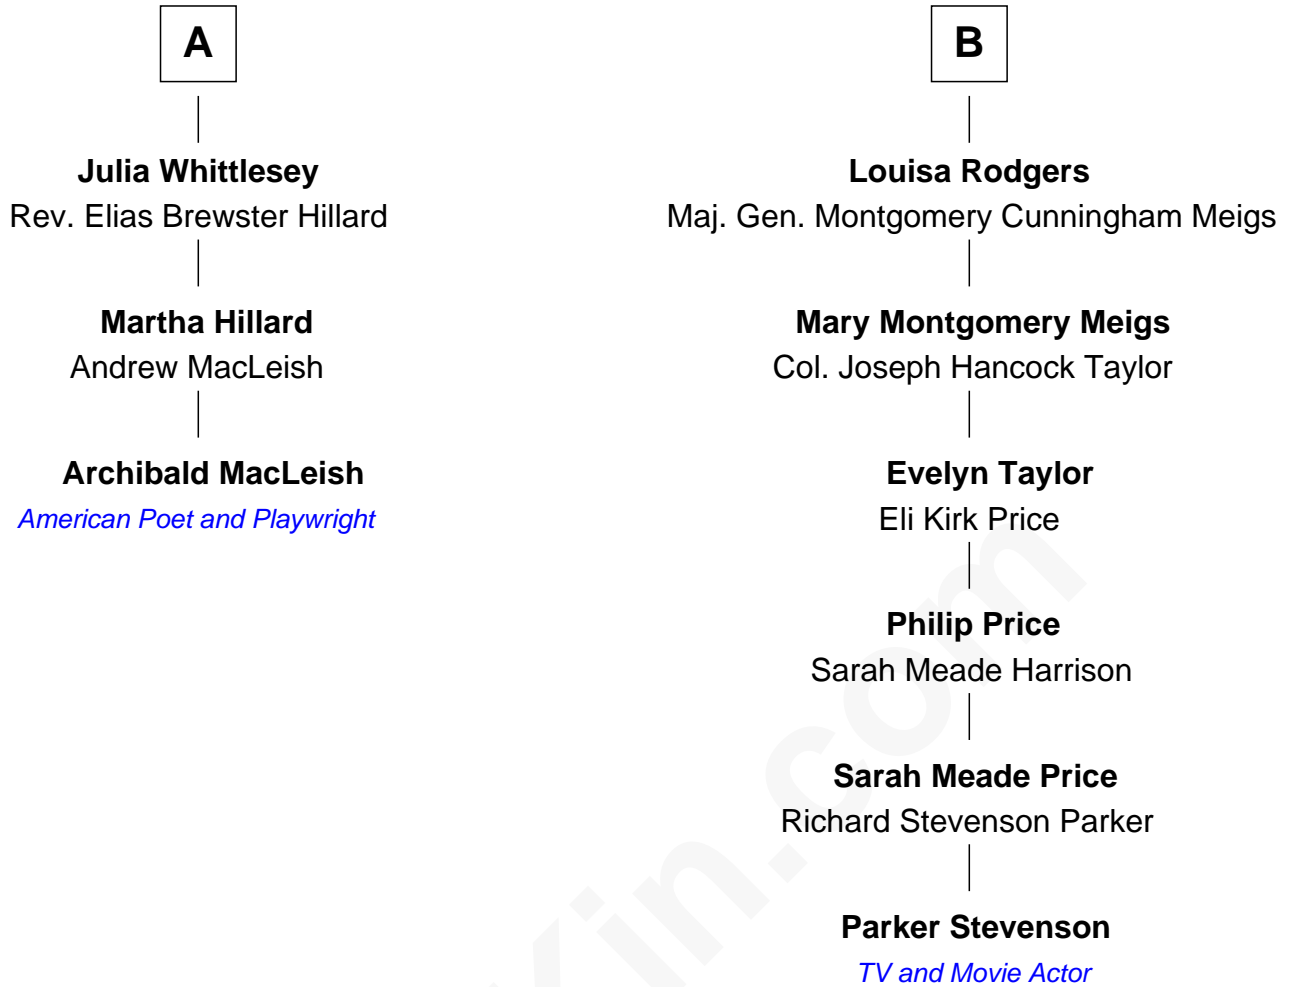 A
Julia Whittlesey
Rev. Elias Brewster Hillard
Martha Hillard
Andrew MacLeish
Archibald MacLeish
American Poet and Playwright
B
Louisa Rodgers
Maj. Gen. Montgomery Cunningham Meigs
Mary Montgomery Meigs
Col. Joseph Hancock Taylor
Evelyn Taylor
Eli Kirk Price
Philip Price
Sarah Meade Harrison
Sarah Meade Price
Richard Stevenson Parker
Parker Stevenson
TV and Movie Actor
Kin.com